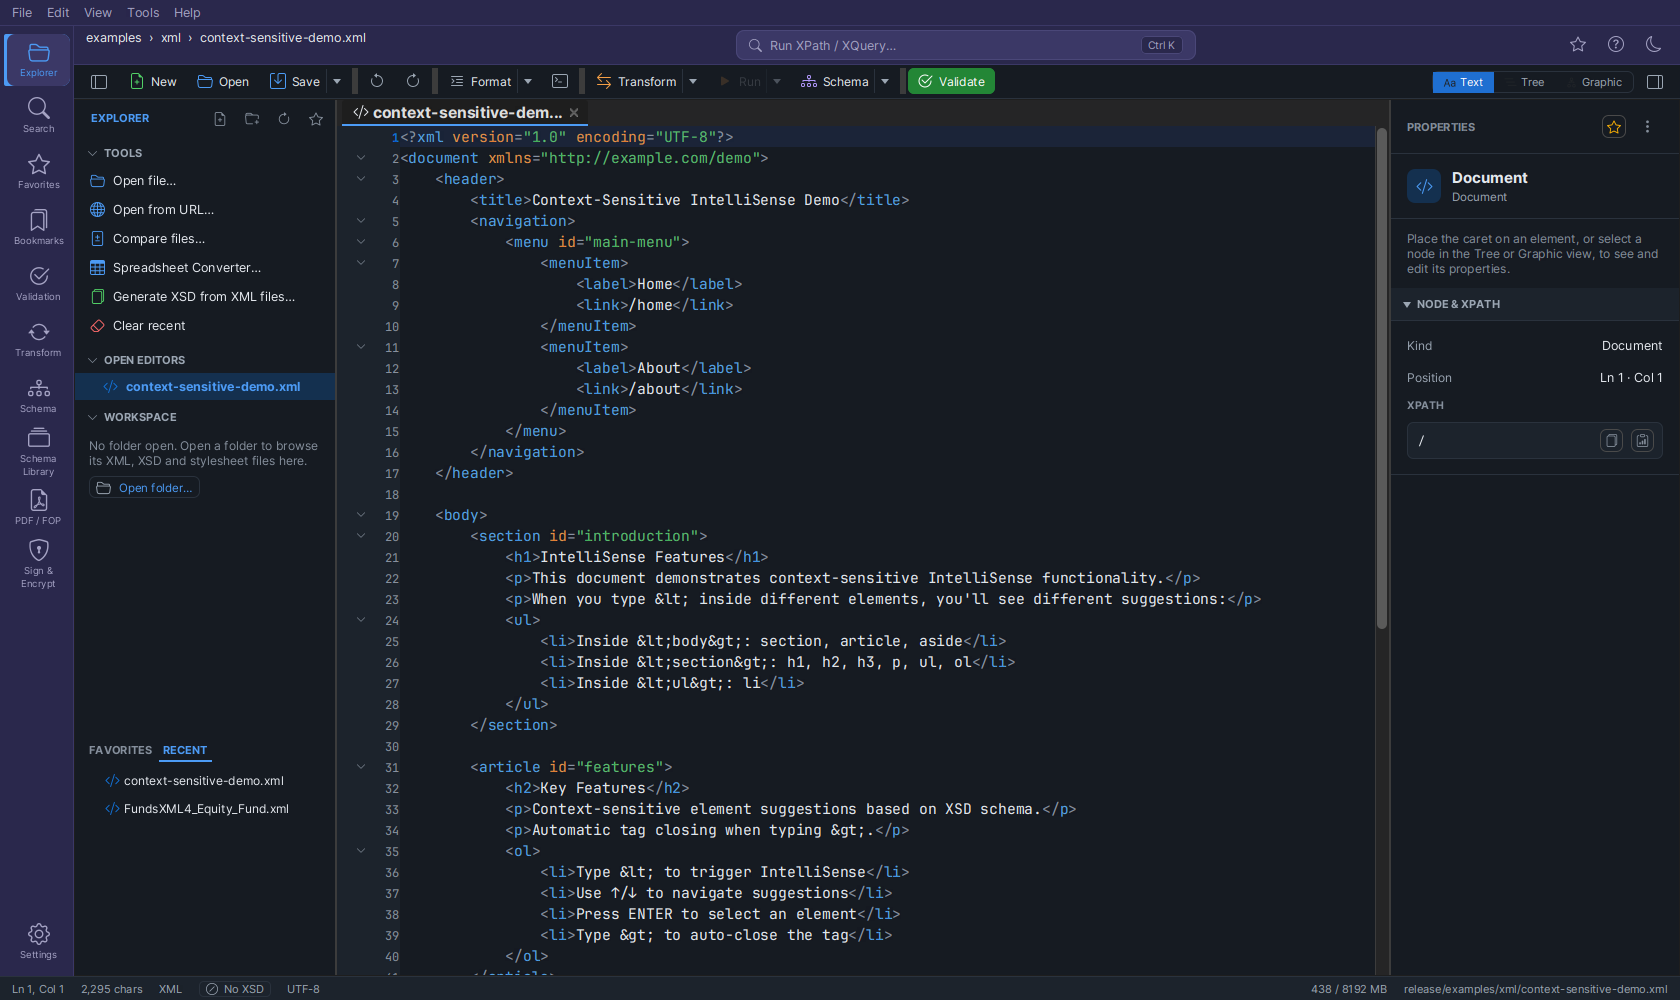 File Edit View Tools Help
examples › xml › context-sensitive-demo.xml
Run XPath / XQuery... Ctrl K
Explorer
Search
Favorites
Bookmarks
Validation
Transform
Schema
Schema Library
PDF / FOP
Sign & Encrypt
Settings
New Open Save Format Transform Run Schema Validate
Aa Text Tree Graphic
EXPLORER
TOOLS
Open file...
Open from URL...
Compare files...
Spreadsheet Converter...
Generate XSD from XML files...
Clear recent
OPEN EDITORS
context-sensitive-demo.xml
WORKSPACE
No folder open. Open a folder to browse
its XML, XSD and stylesheet files here.
Open folder...
FAVORITES RECENT
context-sensitive-demo.xml
FundsXML4_Equity_Fund.xml
</> context-sensitive-dem... ×
1 <?xml version="1.0" encoding="UTF-8"?>
2 <document xmlns="http://example.com/demo">
3     <header>
4         <title>Context-Sensitive IntelliSense Demo</title>
5         <navigation>
6             <menu id="main-menu">
7                 <menuItem>
8                     <label>Home</label>
9                     <link>/home</link>
10                 </menuItem>
11                 <menuItem>
12                     <label>About</label>
13                     <link>/about</link>
14                 </menuItem>
15             </menu>
16         </navigation>
17     </header>
18
19     <body>
20         <section id="introduction">
21             <h1>IntelliSense Features</h1>
22             <p>This document demonstrates context-sensitive IntelliSense functionality.</p>
23             <p>When you type &lt; inside different elements, you'll see different suggestions:</p>
24             <ul>
25                 <li>Inside &lt;body&gt;: section, article, aside</li>
26                 <li>Inside &lt;section&gt;: h1, h2, h3, p, ul, ol</li>
27                 <li>Inside &lt;ul&gt;: li</li>
28             </ul>
29         </section>
30
31         <article id="features">
32             <h2>Key Features</h2>
33             <p>Context-sensitive element suggestions based on XSD schema.</p>
34             <p>Automatic tag closing when typing &gt;.</p>
35             <ol>
36                 <li>Type &lt; to trigger IntelliSense</li>
37                 <li>Use ↑/↓ to navigate suggestions</li>
38                 <li>Press ENTER to select an element</li>
39                 <li>Type &gt; to auto-close the tag</li>
40             </ol>
41         </article>
PROPERTIES
Document
Document
Place the caret on an element, or select a
node in the Tree or Graphic view, to see and
edit its properties.
NODE & XPATH
Kind Document
Position Ln 1 · Col 1
XPATH
/
Ln 1, Col 1 2,295 chars XML No XSD UTF-8 438 / 8192 MB release/examples/xml/context-sensitive-demo.xml